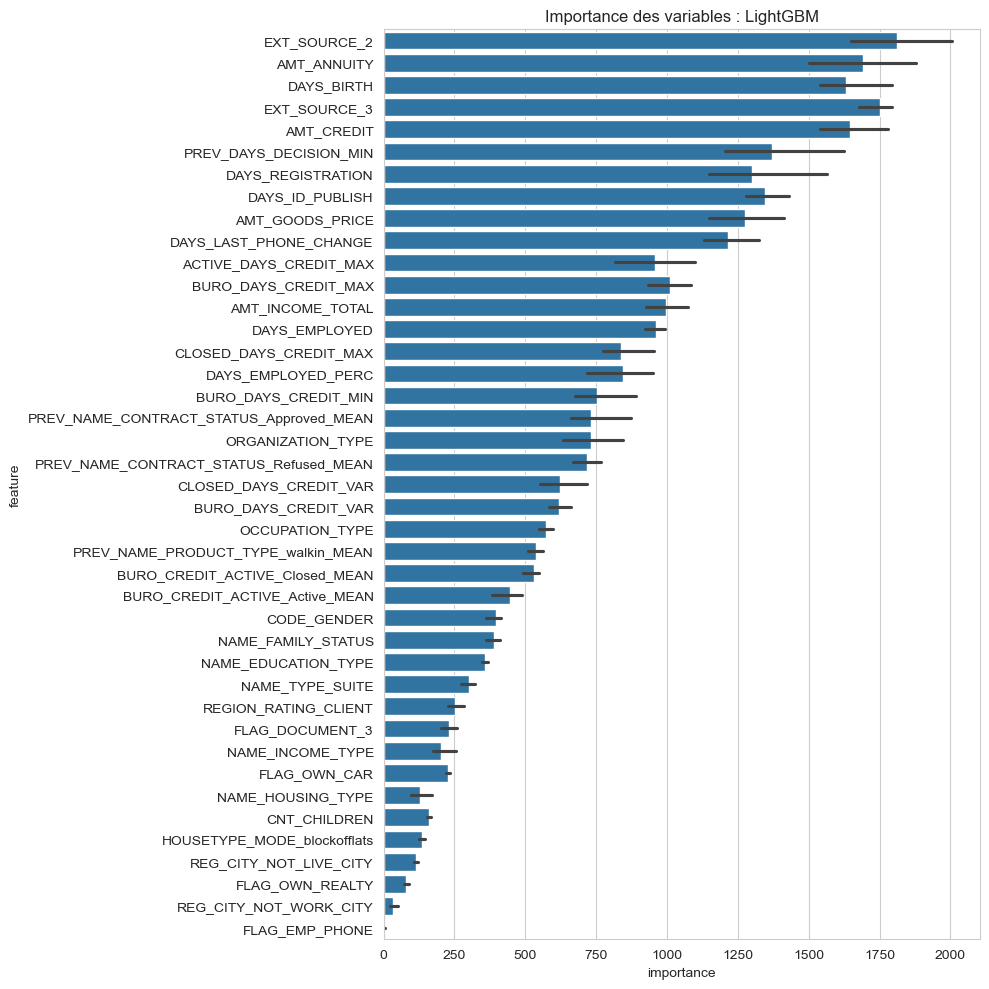 Importance des variables : LightGBM
feature
EXT_SOURCE_2
AMT_ANNUITY
DAYS_BIRTH
EXT_SOURCE_3
AMT_CREDIT
PREV_DAYS_DECISION_MIN
DAYS_REGISTRATION
DAYS_ID_PUBLISH
AMT_GOODS_PRICE
DAYS_LAST_PHONE_CHANGE
ACTIVE_DAYS_CREDIT_MAX
BURO_DAYS_CREDIT_MAX
AMT_INCOME_TOTAL
DAYS_EMPLOYED
CLOSED_DAYS_CREDIT_MAX
DAYS_EMPLOYED_PERC
BURO_DAYS_CREDIT_MIN
PREV_NAME_CONTRACT_STATUS_Approved_MEAN
ORGANIZATION_TYPE
PREV_NAME_CONTRACT_STATUS_Refused_MEAN
CLOSED_DAYS_CREDIT_VAR
BURO_DAYS_CREDIT_VAR
OCCUPATION_TYPE
PREV_NAME_PRODUCT_TYPE_walkin_MEAN
BURO_CREDIT_ACTIVE_Closed_MEAN
BURO_CREDIT_ACTIVE_Active_MEAN
CODE_GENDER
NAME_FAMILY_STATUS
NAME_EDUCATION_TYPE
NAME_TYPE_SUITE
REGION_RATING_CLIENT
FLAG_DOCUMENT_3
NAME_INCOME_TYPE
FLAG_OWN_CAR
NAME_HOUSING_TYPE
CNT_CHILDREN
HOUSETYPE_MODE_blockofflats
REG_CITY_NOT_LIVE_CITY
FLAG_OWN_REALTY
REG_CITY_NOT_WORK_CITY
FLAG_EMP_PHONE
0 250 500 750 1000 1250 1500 1750 2000
importance